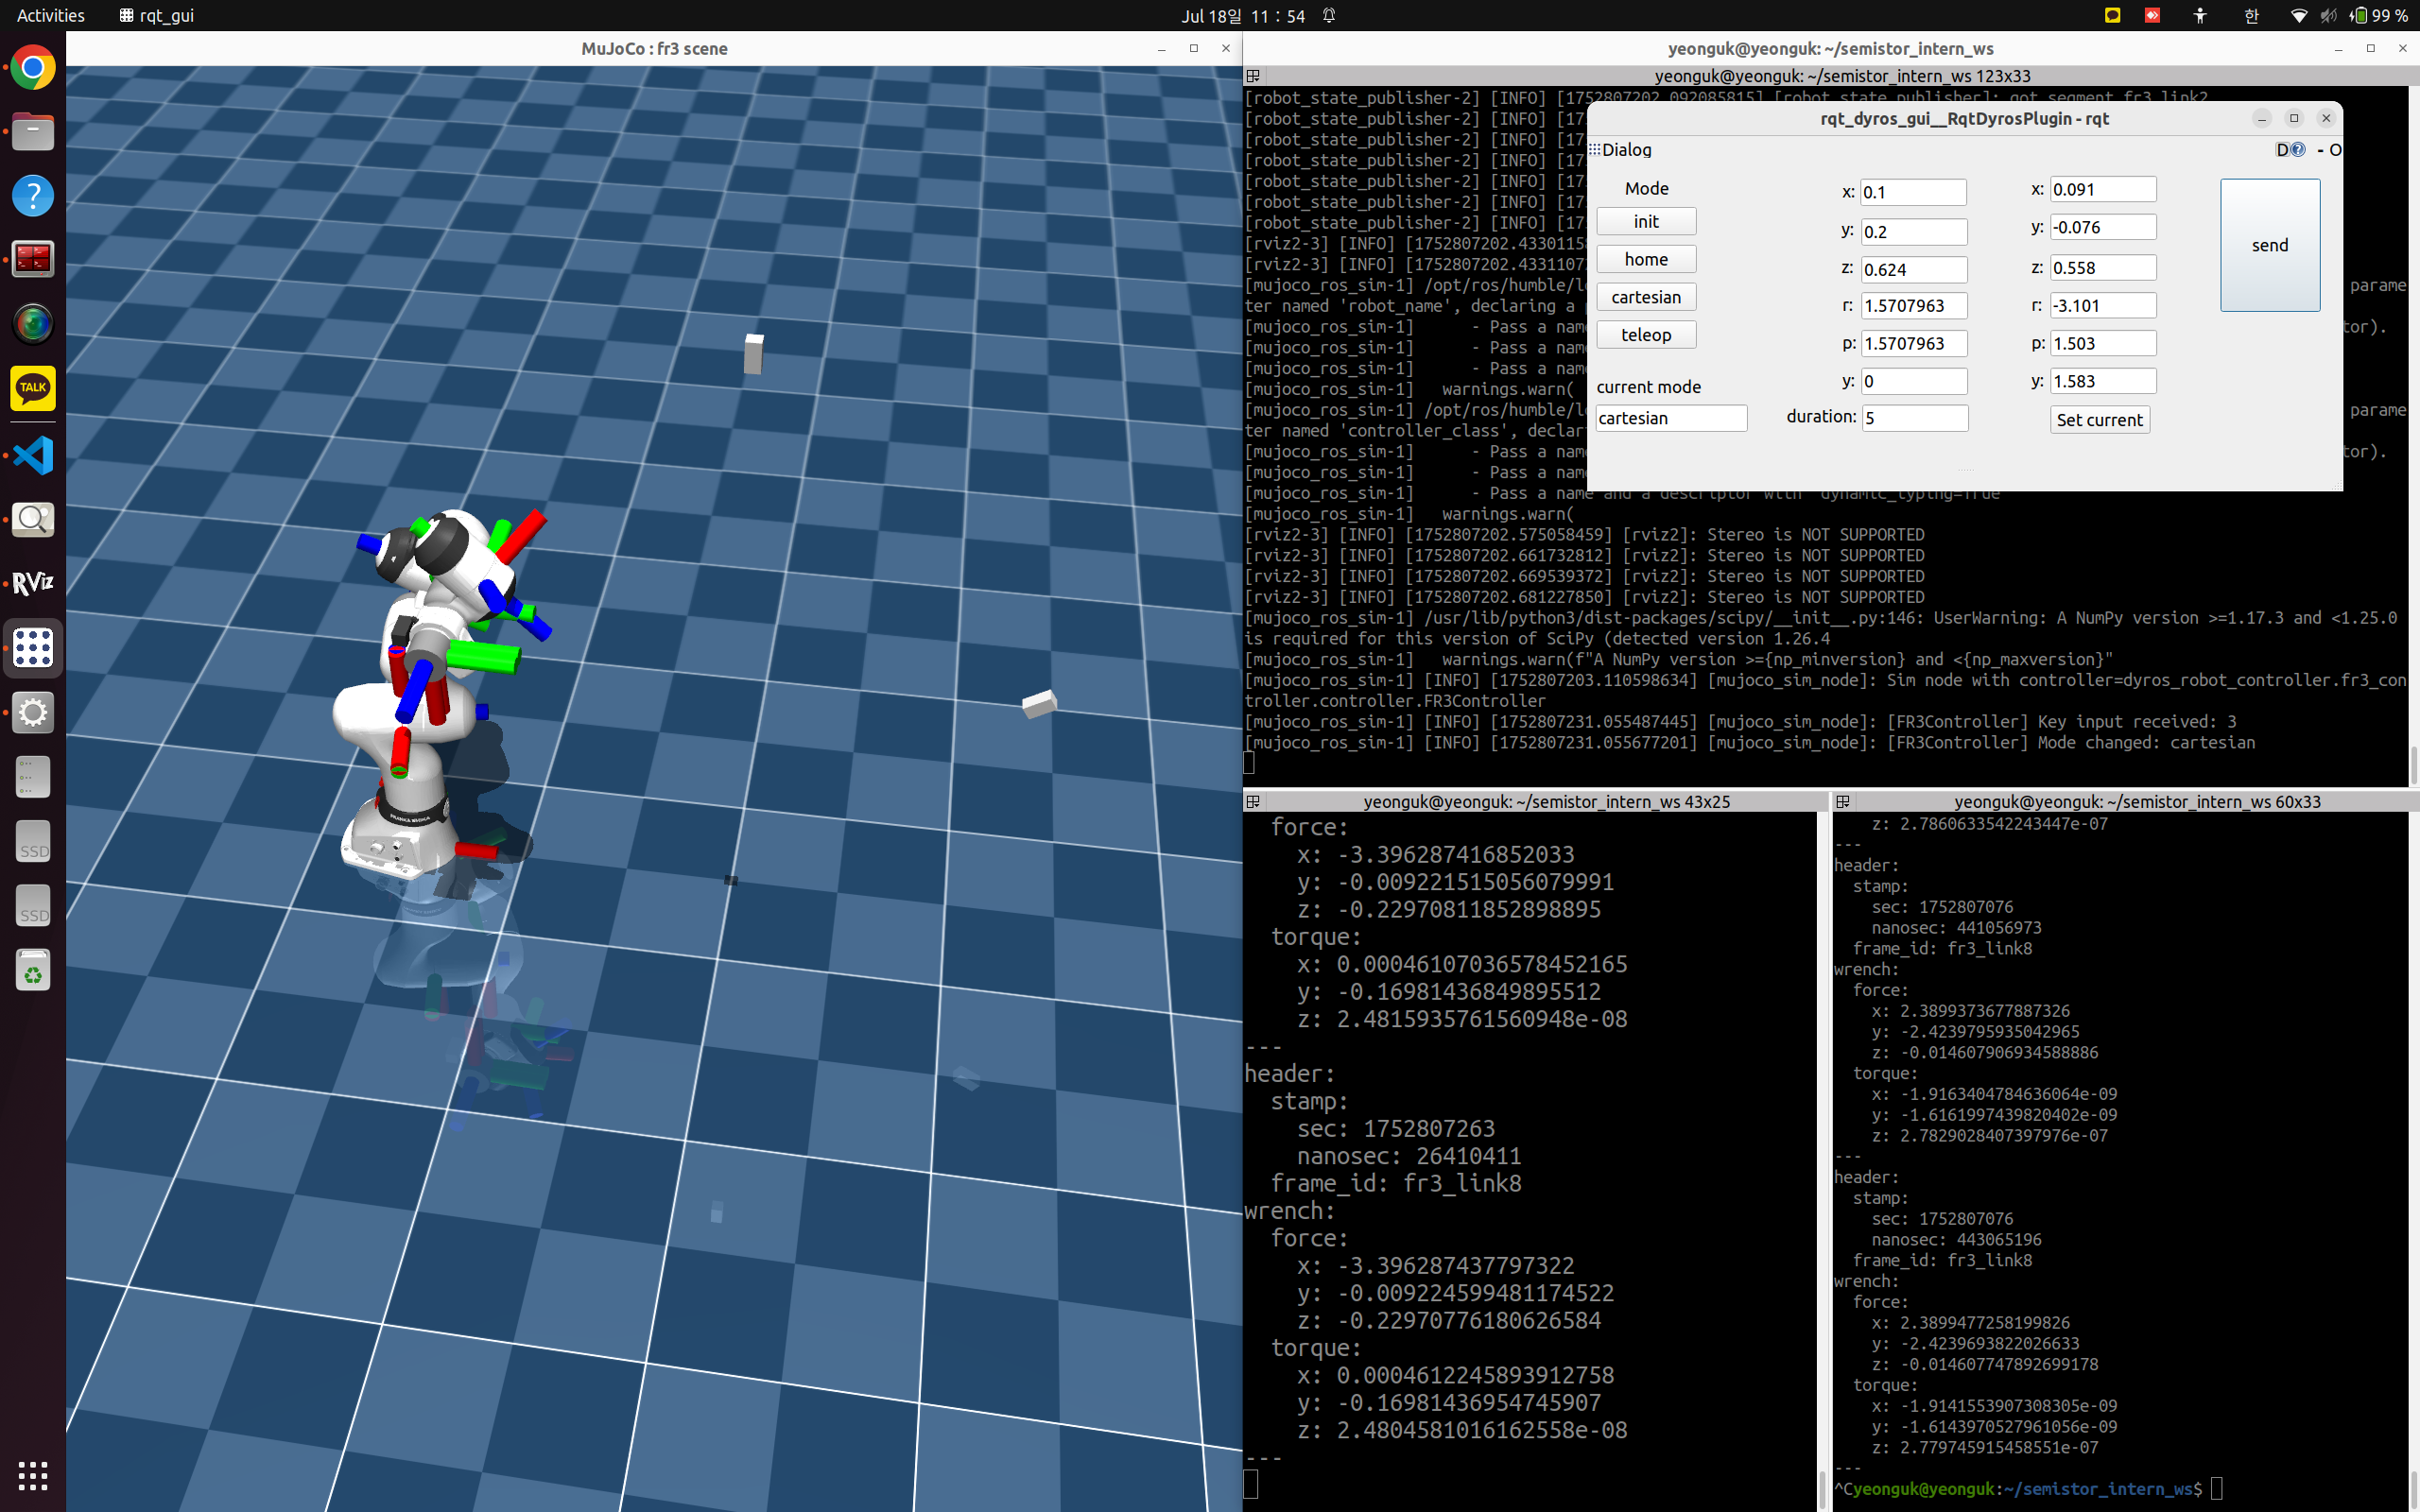 Activities
rqt_gui
Jul 18일 11 : 54
한
99 %
MuJoCo : fr3 scene
yeonguk@yeonguk: ~/semistor_intern_ws
yeonguk@yeonguk: ~/semistor_intern_ws 123x33
[robot_state_publisher-2] [INFO] [1752807202.092085815] [robot_state_publisher]: got segment fr3_link2
[robot_state_publisher-2] [INFO] [17
[robot_state_publisher-2] [INFO] [17
[robot_state_publisher-2] [INFO] [17
[robot_state_publisher-2] [INFO] [17
[robot_state_publisher-2] [INFO] [17
[robot_state_publisher-2] [INFO] [17
[rviz2-3] [INFO] [1752807202.43301158
[rviz2-3] [INFO] [1752807202.43311073
[mujoco_ros_sim-1] /opt/ros/humble/l parame
ter named 'robot_name', declaring a
[mujoco_ros_sim-1] - Pass a nam tor).
[mujoco_ros_sim-1] - Pass a nam
[mujoco_ros_sim-1] - Pass a nam
[mujoco_ros_sim-1] warnings.warn(
[mujoco_ros_sim-1] /opt/ros/humble/l parame
ter named 'controller_class', declar
[mujoco_ros_sim-1] - Pass a nam tor).
[mujoco_ros_sim-1] - Pass a nam
[mujoco_ros_sim-1] - Pass a name and a descriptor with `dynamic_typing=True`
[mujoco_ros_sim-1] warnings.warn(
[rviz2-3] [INFO] [1752807202.575058459] [rviz2]: Stereo is NOT SUPPORTED
[rviz2-3] [INFO] [1752807202.661732812] [rviz2]: Stereo is NOT SUPPORTED
[rviz2-3] [INFO] [1752807202.669539372] [rviz2]: Stereo is NOT SUPPORTED
[rviz2-3] [INFO] [1752807202.681227850] [rviz2]: Stereo is NOT SUPPORTED
[mujoco_ros_sim-1] /usr/lib/python3/dist-packages/scipy/__init__.py:146: UserWarning: A NumPy version >=1.17.3 and <1.25.0
is required for this version of SciPy (detected version 1.26.4
[mujoco_ros_sim-1] warnings.warn(f"A NumPy version >={np_minversion} and <{np_maxversion}"
[mujoco_ros_sim-1] [INFO] [1752807203.110598634] [mujoco_sim_node]: Sim node with controller=dyros_robot_controller.fr3_con
troller.controller.FR3Controller
[mujoco_ros_sim-1] [INFO] [1752807231.055487445] [mujoco_sim_node]: [FR3Controller] Key input received: 3
[mujoco_ros_sim-1] [INFO] [1752807231.055677201] [mujoco_sim_node]: [FR3Controller] Mode changed: cartesian
rqt_dyros_gui__RqtDyrosPlugin - rqt
Dialog
D - O
Mode
init
home
cartesian
teleop
current mode
cartesian
x: 0.1
y: 0.2
z: 0.624
r: 1.5707963
p: 1.5707963
y: 0
duration: 5
x: 0.091
y: -0.076
z: 0.558
r: -3.101
p: 1.503
y: 1.583
Set current
send
yeonguk@yeonguk: ~/semistor_intern_ws 43x25
force:
x: -3.396287416852033
y: -0.009221515056079991
z: -0.22970811852898895
torque:
x: 0.00046107036578452165
y: -0.16981436849895512
z: 2.4815935761560948e-08
---
header:
stamp:
sec: 1752807263
nanosec: 26410411
frame_id: fr3_link8
wrench:
force:
x: -3.396287437797322
y: -0.009224599481174522
z: -0.22970776180626584
torque:
x: 0.0004612245893912758
y: -0.16981436954745907
z: 2.4804581016162558e-08
---
yeonguk@yeonguk: ~/semistor_intern_ws 60x33
z: 2.7860633542243447e-07
---
header:
stamp:
sec: 1752807076
nanosec: 441056973
frame_id: fr3_link8
wrench:
force:
x: 2.3899373677887326
y: -2.4239795935042965
z: -0.014607906934588886
torque:
x: -1.9163404784636064e-09
y: -1.6161997439820402e-09
z: 2.7829028407397976e-07
---
header:
stamp:
sec: 1752807076
nanosec: 443065196
frame_id: fr3_link8
wrench:
force:
x: 2.3899477258199826
y: -2.42396938220266​33
z: -0.014607747892699178
torque:
x: -1.9141553907308305e-09
y: -1.6143970527961056e-09
z: 2.779745915458551e-07
---
^Cyeonguk@yeonguk:~/semistor_intern_ws$
TALK
RViz
SSD
SSD